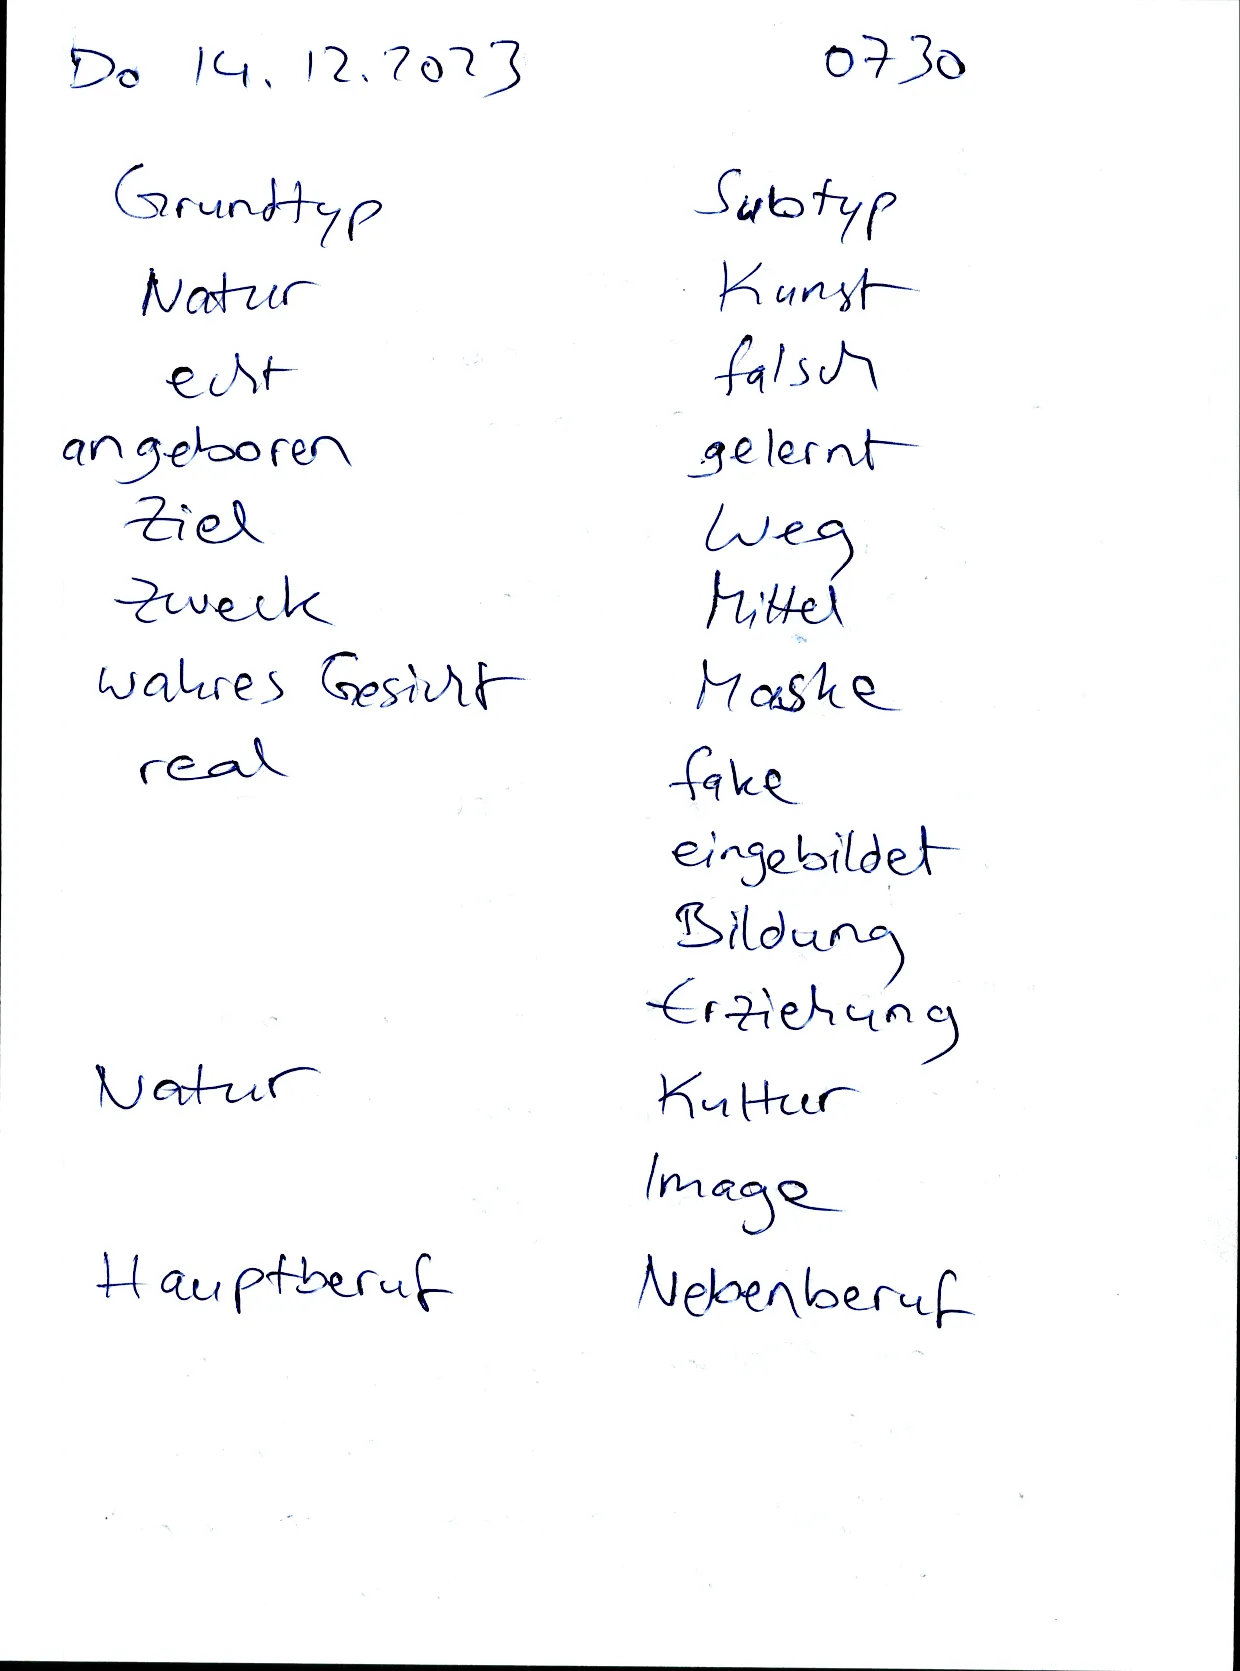 Do 14.12.2023 0730
Grundtyp Subtyp
Natur Kunst
echt falsch
angeboren gelernt
Ziel Weg
Zweck Mittel
wahres Gesicht Maske
real fake
eingebildet
Bildung
Erziehung
Natur Kultur
Image
Hauptberuf Nebenberuf